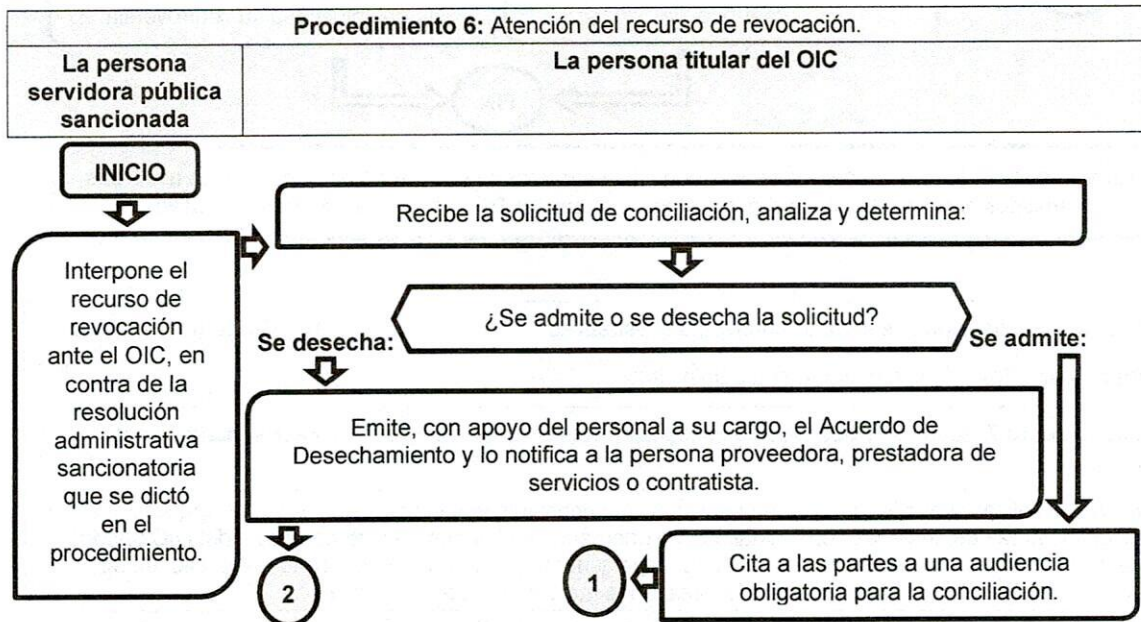 Procedimiento 6: Atención del recurso de revocación.
La persona
servidora pública
sancionada
La persona titular del OIC
INICIO
Interpone el
recurso de
revocación
ante el OIC, en
contra de la
resolución
administrativa
sancionatoria
que se dictó
en el
procedimiento.
Recibe la solicitud de conciliación, analiza y determina:
¿Se admite o se desecha la solicitud?
Se desecha:
Se admite:
Emite, con apoyo del personal a su cargo, el Acuerdo de
Desechamiento y lo notifica a la persona proveedora, prestadora de
servicios o contratista.
2
1
Cita a las partes a una audiencia
obligatoria para la conciliación.